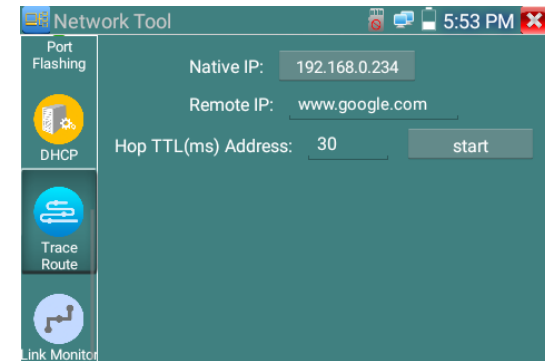 Network Tool
5:53 PM
Port
Flashing
DHCP
Trace
Route
Link Monitor
Native IP: 192.168.0.234
Remote IP: www.google.com
Hop TTL(ms) Address: 30 start